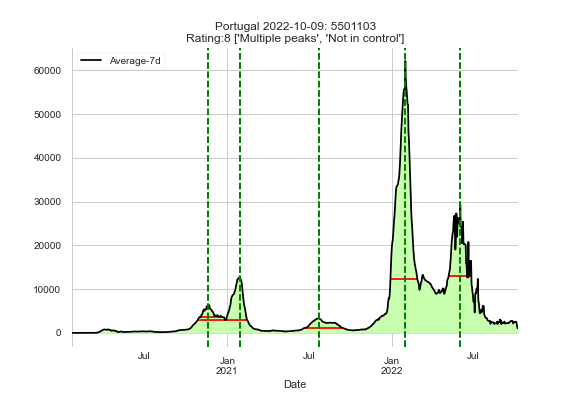 Portugal 2022-10-09: 5501103
Rating:8 ['Multiple peaks', 'Not in control']
Average-7d
60000
50000
40000
30000
20000
10000
0
Jul
Jan
2021
Jul
Jan
2022
Jul
Date